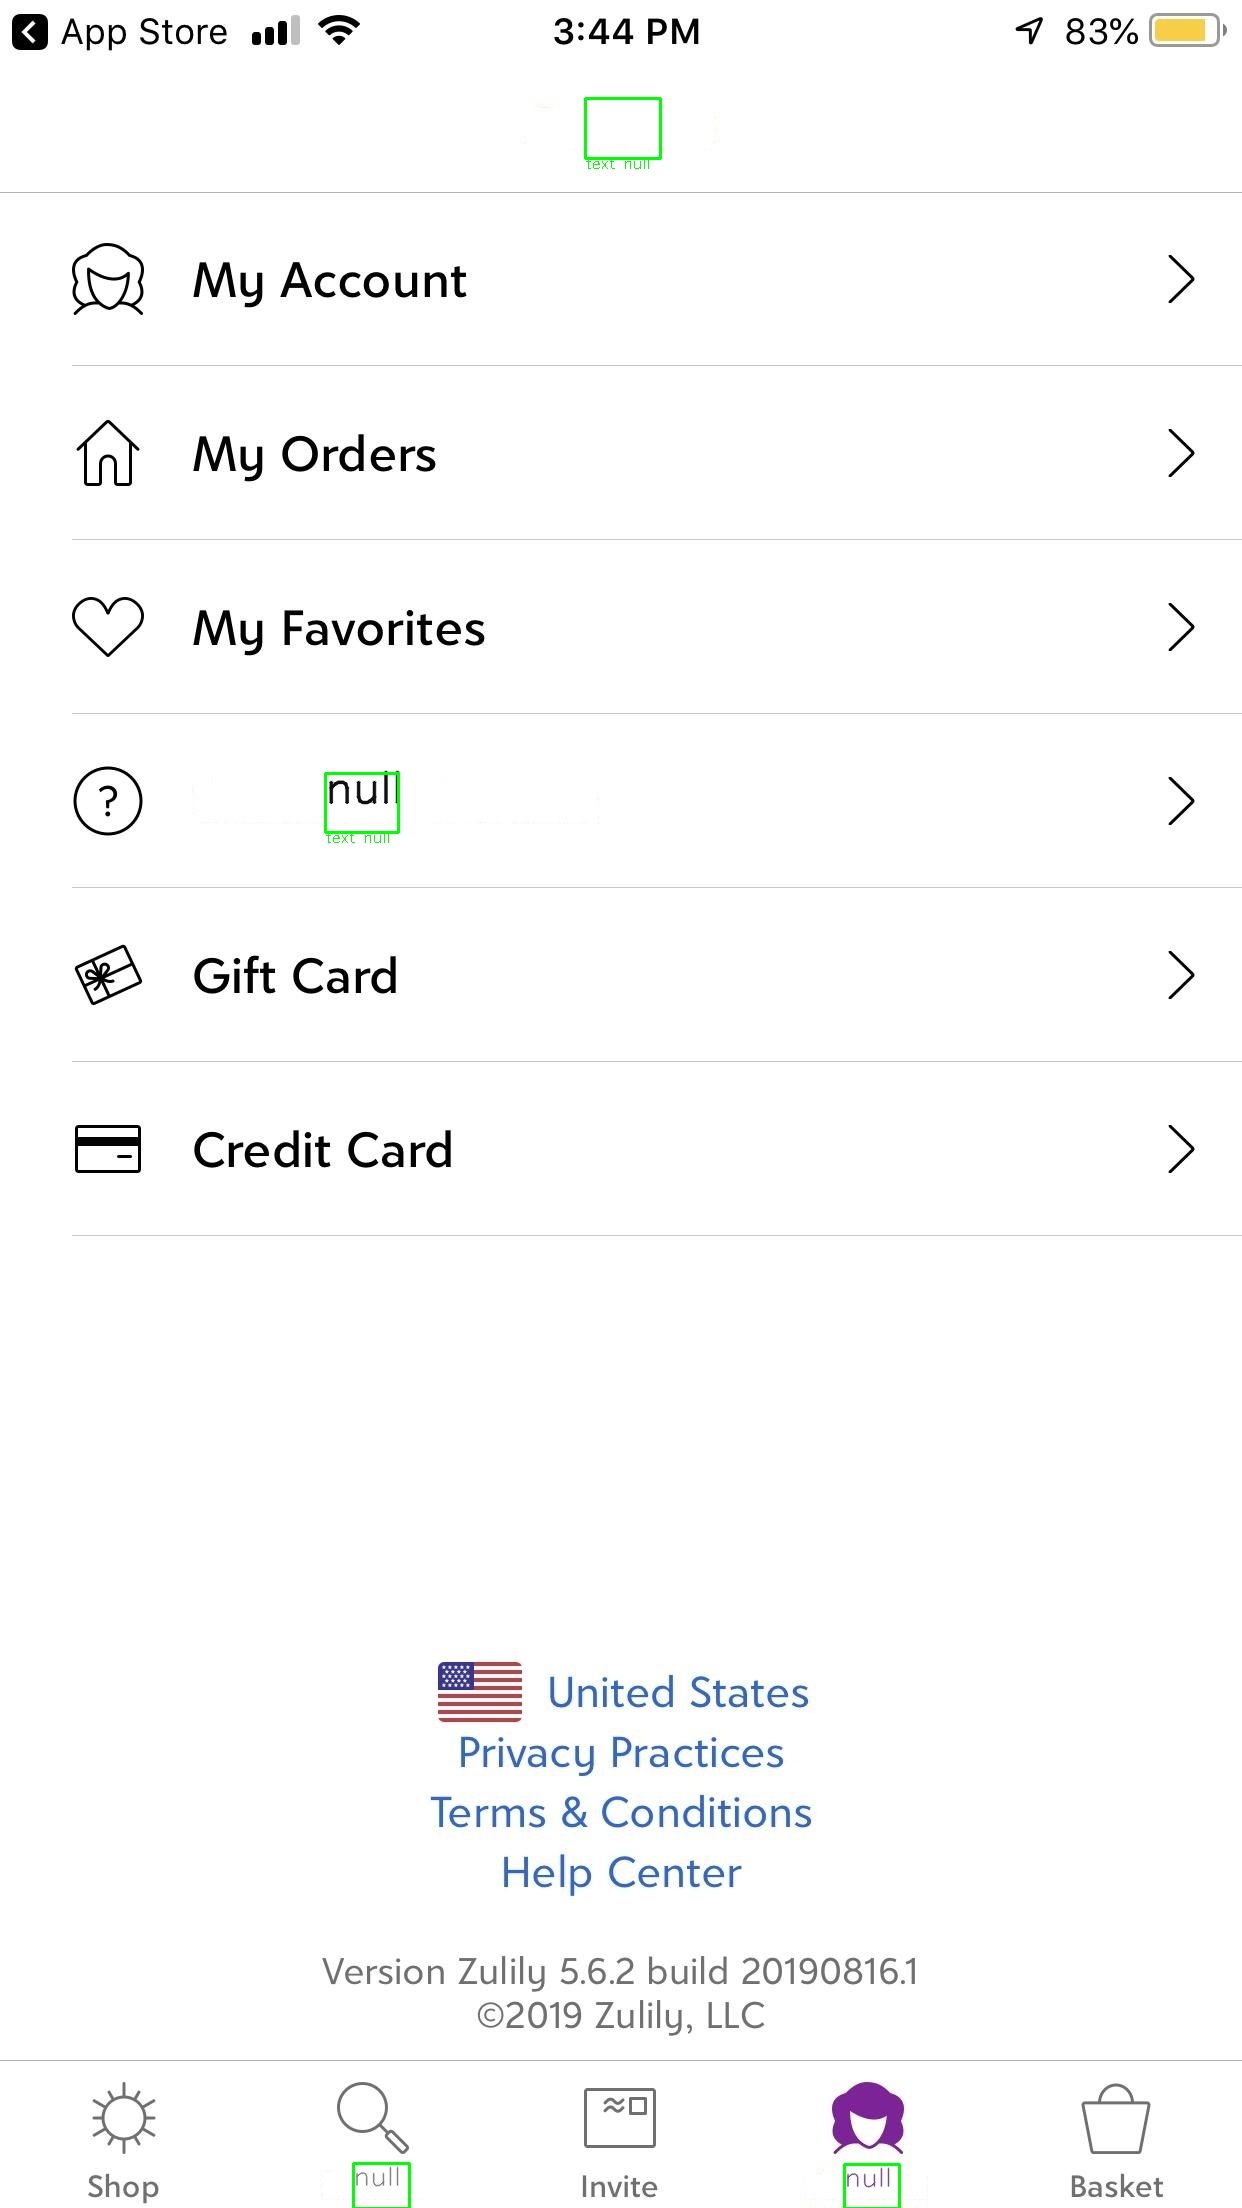 App Store 3:44 PM 83%
text null
My Account
My Orders
My Favorites
? null
text null
Gift Card
Credit Card
United States
Privacy Practices
Terms & Conditions
Help Center
Version Zulily 5.6.2 build 20190816.1
©2019 Zulily, LLC
Shop null Invite null Basket